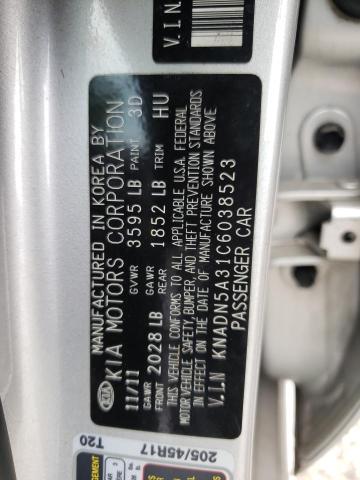 V.I.N
MANUFACTURED IN KOREA BY
KIA
KIA MOTORS CORPORATION
11/11 GVWR 3595 LB PAINT 3D
GAWR FRONT 2028 LB GAWR REAR 1852 LB TRIM HU
THIS VEHICLE CONFORMS TO ALL APPLICABLE U.S.A. FEDERAL
MOTOR VEHICLE SAFETY, BUMPER, AND THEFT PREVENTION STANDARDS
IN EFFECT ON THE DATE OF MANUFACTURE SHOWN ABOVE
V.I.N KNADN5A31C6038523
PASSENGER CAR
205/45R17
T20